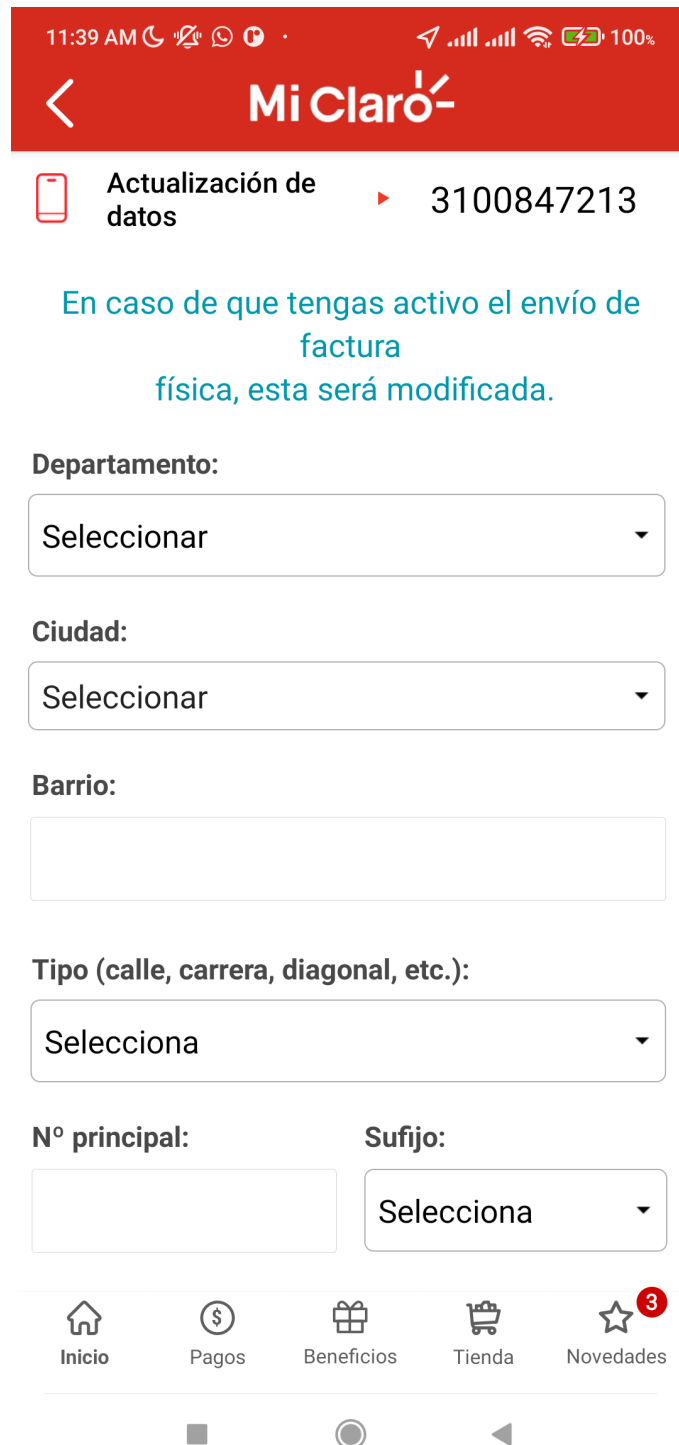 11:39 AM 100%
Mi Claro
Actualización de
datos
3100847213
En caso de que tengas activo el envío de
factura
física, esta será modificada.
Departamento:
Seleccionar
Ciudad:
Seleccionar
Barrio:
Tipo (calle, carrera, diagonal, etc.):
Selecciona
Nº principal: Sufijo:
Selecciona
3
Inicio Pagos Beneficios Tienda Novedades